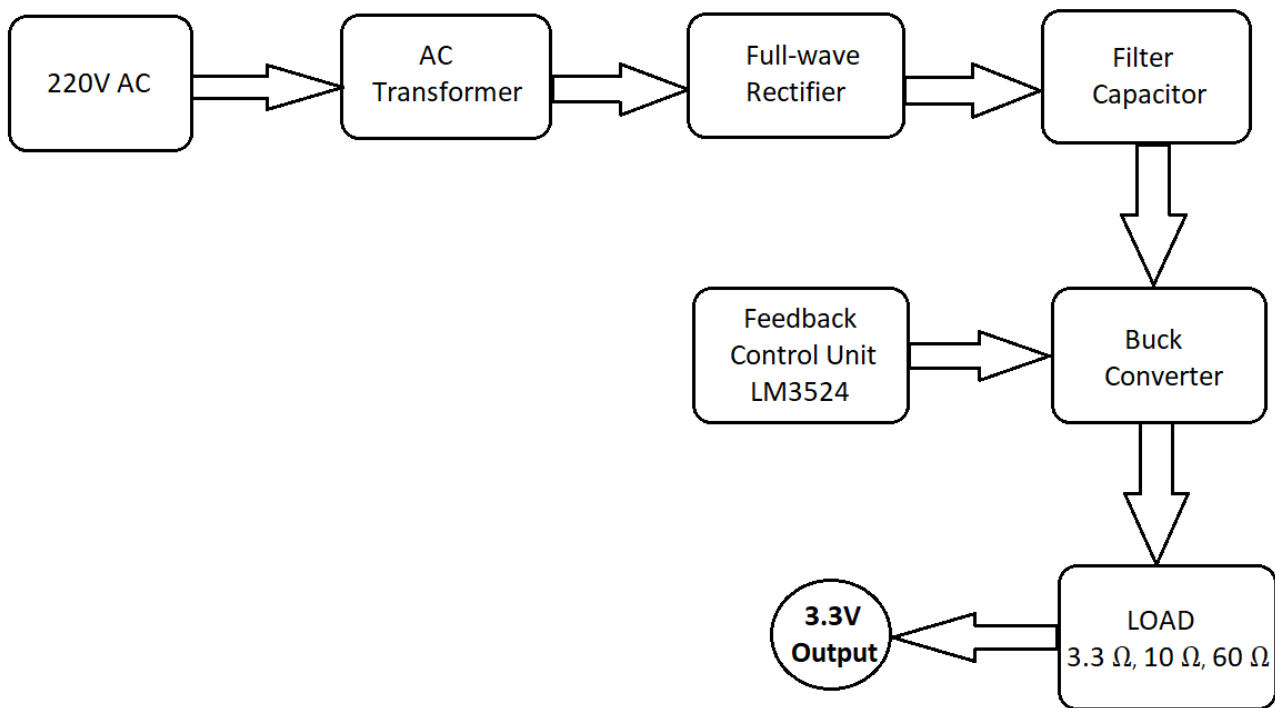 220V AC
AC
Transformer
Full-wave
Rectifier
Filter
Capacitor
Feedback
Control Unit
LM3524
Buck
Converter
3.3V
Output
LOAD
3.3 Ω, 10 Ω, 60 Ω